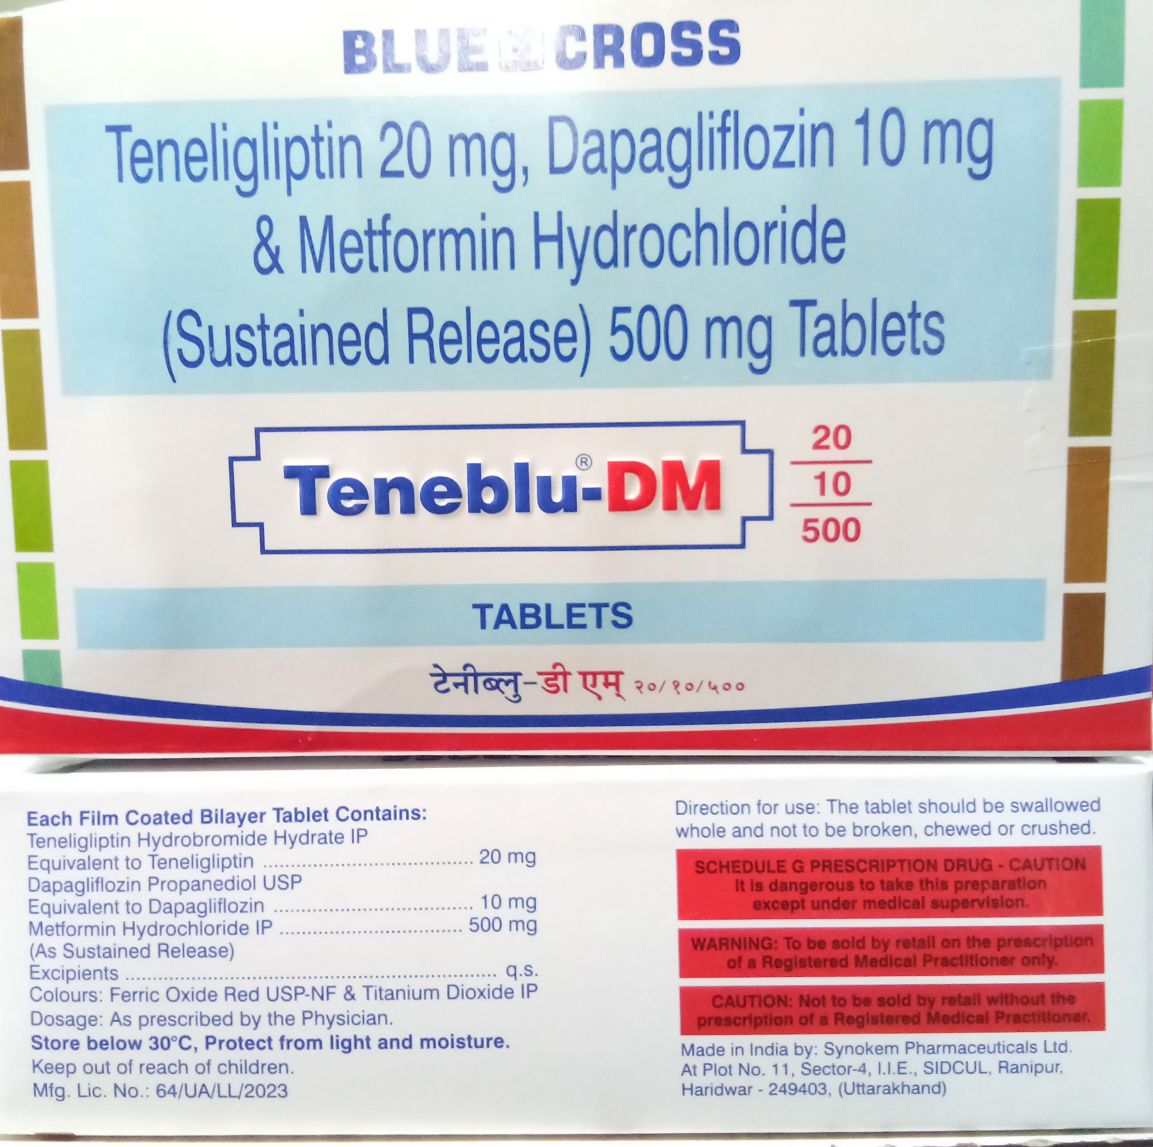 BLUE CROSS
Teneligliptin 20 mg, Dapagliflozin 10 mg
& Metformin Hydrochloride
(Sustained Release) 500 mg Tablets
Teneblu®-DM
20
10
500
TABLETS
टेनीब्लु-डी एम् २०/१०/५००
Each Film Coated Bilayer Tablet Contains:
Teneligliptin Hydrobromide Hydrate IP
Equivalent to Teneligliptin ...................................... 20 mg
Dapagliflozin Propanediol USP
Equivalent to Dapagliflozin .................................... 10 mg
Metformin Hydrochloride IP ................................. 500 mg
(As Sustained Release)
Excipients .................................................................. q.s.
Colours: Ferric Oxide Red USP-NF & Titanium Dioxide IP
Dosage: As prescribed by the Physician.
Store below 30°C, Protect from light and moisture.
Keep out of reach of children.
Mfg. Lic. No.: 64/UA/LL/2023
Direction for use: The tablet should be swallowed
whole and not to be broken, chewed or crushed.
SCHEDULE G PRESCRIPTION DRUG - CAUTION
It is dangerous to take this preparation
except under medical supervision.
WARNING: To be sold by retail on the prescription
of a Registered Medical Practitioner only.
CAUTION: Not to be sold by retail without the
prescription of a Registered Medical Practitioner.
Made in India by: Synokem Pharmaceuticals Ltd.
At Plot No. 11, Sector-4, I.I.E., SIDCUL, Ranipur,
Haridwar - 249403, (Uttarakhand)